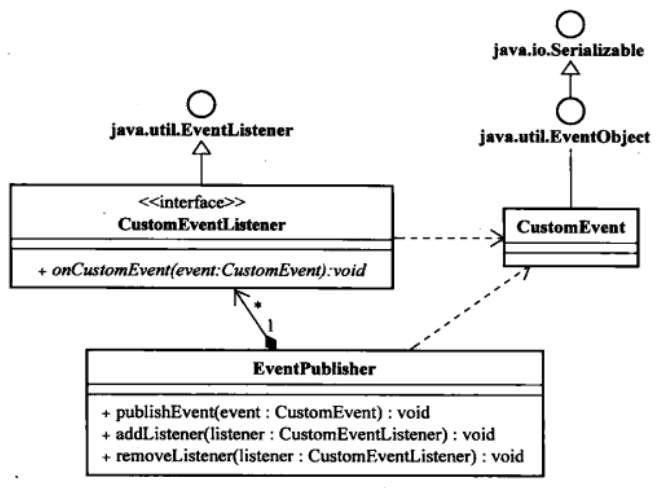 java.io.Serializable
java.util.EventListener
java.util.EventObject
<<interface>>
CustomEventListener
+ onCustomEvent(event:CustomEvent):void
CustomEvent
*
1
EventPublisher
+ publishEvent(event : CustomEvent) : void
+ addListener(listener : CustomEventListener) : void
+ removeListener(listener : CustomEventListener) : void